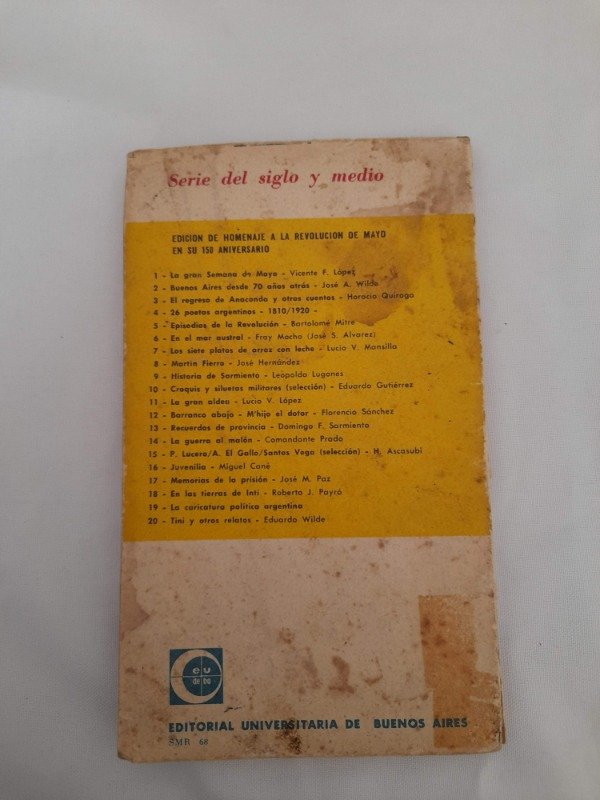 Serie del siglo y medio
EDICION DE HOMENAJE A LA REVOLUCION DE MAYO
EN SU 150 ANIVERSARIO
1 - La gran Semana de Mayo - Vicente F. López
2 - Buenos Aires desde 70 años atrás - José A. Wilde
3 - El regreso de Anaconda y otros cuentos - Horacio Quiroga
4 - 26 poetas argentinos - 1810/1920 -
5 - Episodios de la Revolución - Bartolomé Mitre
6 - En el mar austral - Fray Mocho (José S. Alvarez)
7 - Los siete platos de arroz con leche - Lucio V. Mansilla
8 - Martín Fierro - José Hernández
9 - Historia de Sarmiento - Leopoldo Lugones
10 - Croquis y siluetas militares (selección) - Eduardo Gutiérrez
11 - La gran aldea - Lucio V. López
12 - Barranca abajo - M'hijo el dotor - Florencio Sánchez
13 - Recuerdos de provincia - Domingo F. Sarmiento
14 - La guerra al malón - Comandante Prado
15 - P. Lucero/A. El Gallo/Santos Vega (selección) - H. Ascasubi
16 - Juvenilia - Miguel Cané
17 - Memorias de la prisión - José M. Paz
18 - En las tierras de Inti - Roberto J. Payró
19 - La caricatura política argentina
20 - Tini y otros relatos - Eduardo Wilde
eu
de ba
EDITORIAL UNIVERSITARIA DE BUENOS AIRES
SMR 68